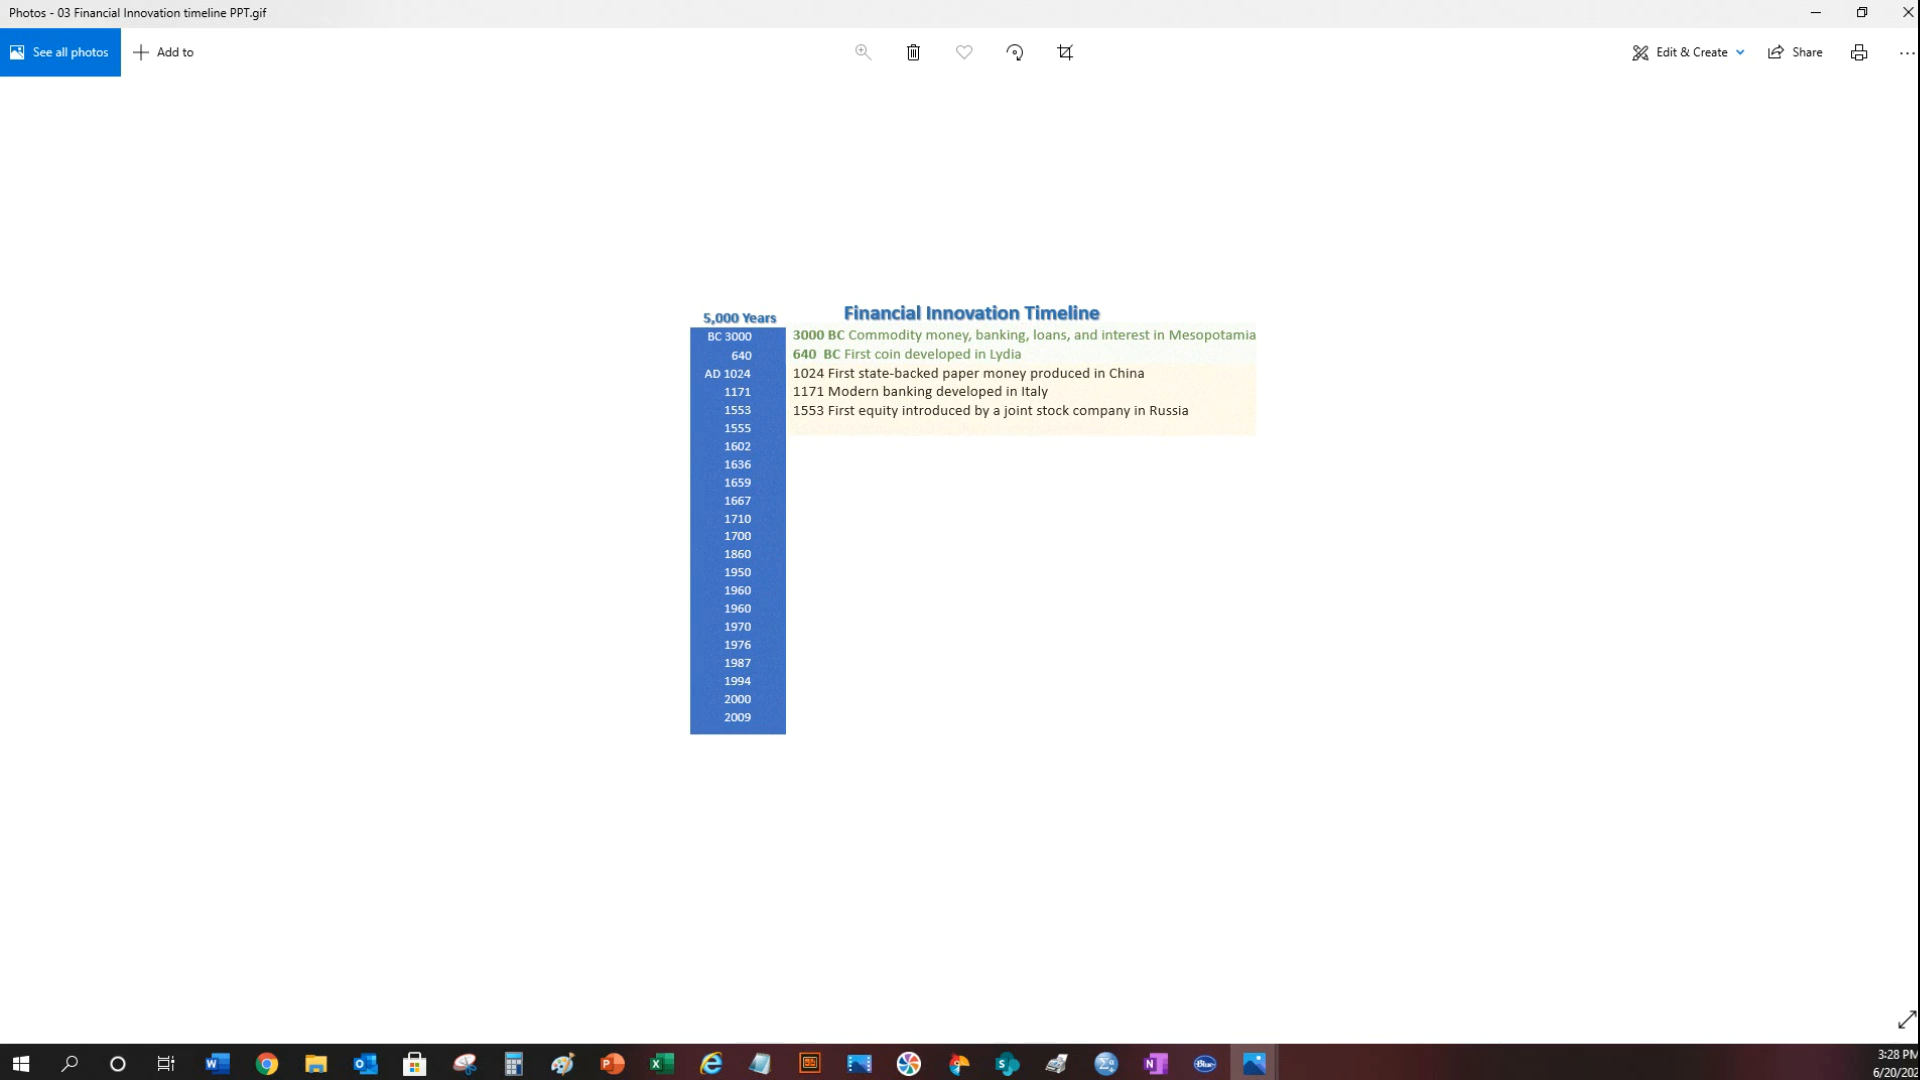 Photos - 03 Financial Innovation timeline PPT.gif
See all photos
Add to
Edit & Create
Share
5,000 Years
Financial Innovation Timeline
BC 3000
3000 BC Commodity money, banking, loans, and interest in Mesopotamia
640
640 BC First coin developed in Lydia
AD 1024
1024 First state-backed paper money produced in China
1171
1171 Modern banking developed in Italy
1553
1553 First equity introduced by a joint stock company in Russia
1555
1602
1636
1659
1667
1710
1700
1860
1950
1960
1960
1970
1976
1987
1994
2000
2009
Blue
3:28 PM
6/20/202